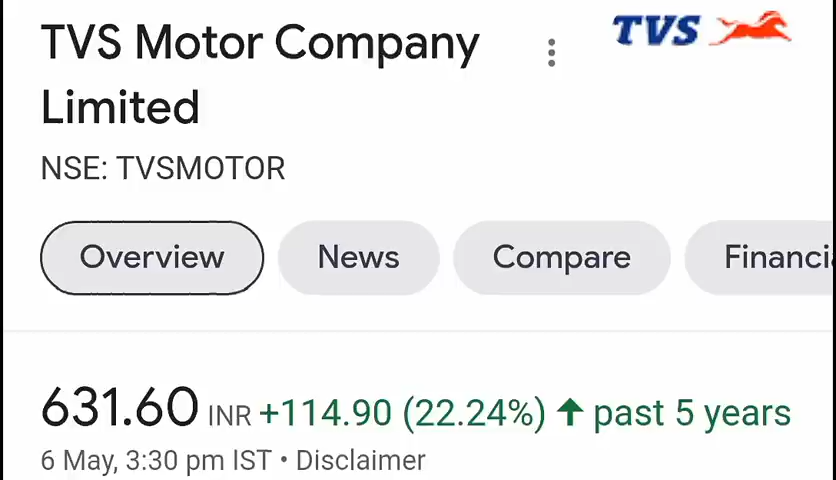 TVS Motor Company
Limited
TVS
NSE: TVSMOTOR
Overview
News
Compare
Financi
631.60 INR +114.90 (22.24%) ↑ past 5 years
6 May, 3:30 pm IST • Disclaimer